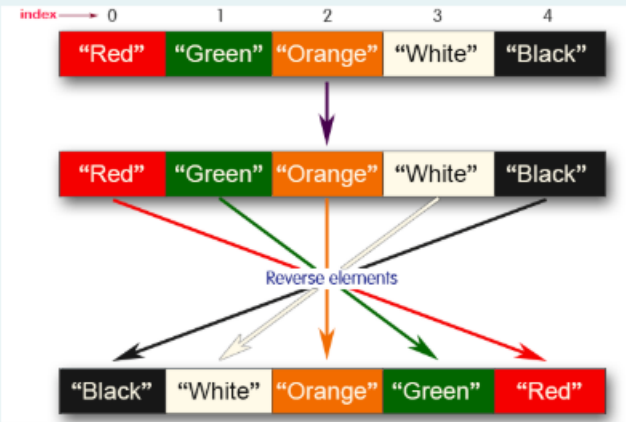 index 0 1 2 3 4
“Red” “Green” “Orange” “White” “Black”
“Red” “Green” “Orange” “White” “Black”
Reverse elements
“Black” “White” “Orange” “Green” “Red”